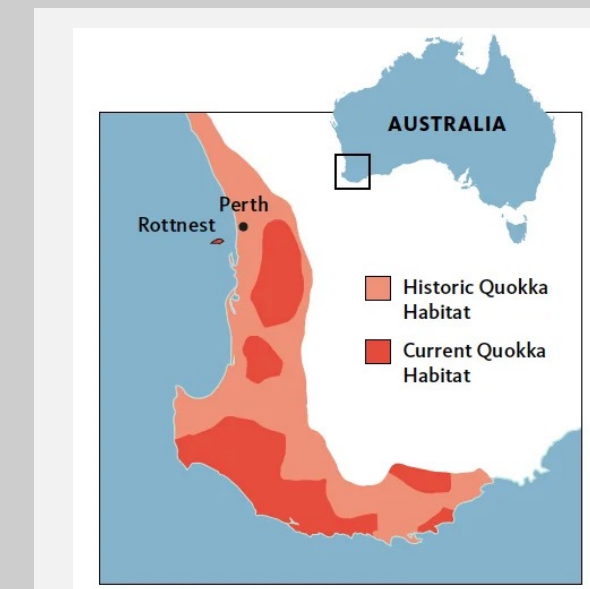 AUSTRALIA
Perth
Rottnest
Historic Quokka
Habitat
Current Quokka
Habitat